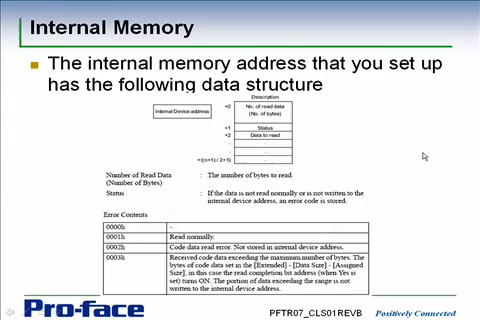 Internal Memory
The internal memory address that you set up
has the following data structure
Description
Internal Device address
+0
No. of read data
(No. of bytes)
+1
Status
+2
Data to read
+((n+1) / 2+1)
Number of Read Data : The number of bytes to read.
(Number of Bytes)
Status : If the data is not read normally or is not written to the
internal device address, an error code is stored.
Error Contents
0000h -
0001h Read normally.
0002h Code data read error. Not stored in internal device address.
0003h Received code data exceeding the maximum number of bytes. The
bytes of code data set in the [Extended] - [Data Size] - [Assigned
Size], in this case the read completion bit address (when Yes is
set) turns ON. The portion of data exceeding the range is not
written to the internal device address.
Pro-face
PFTR07_CLS01REVB
Positively Connected